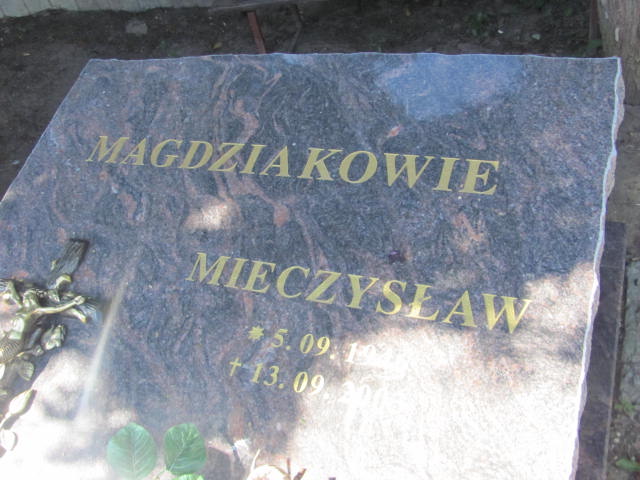 MAGDZIAKOWIE
MIECZYSŁAW
* 5.09.
† 13.09.